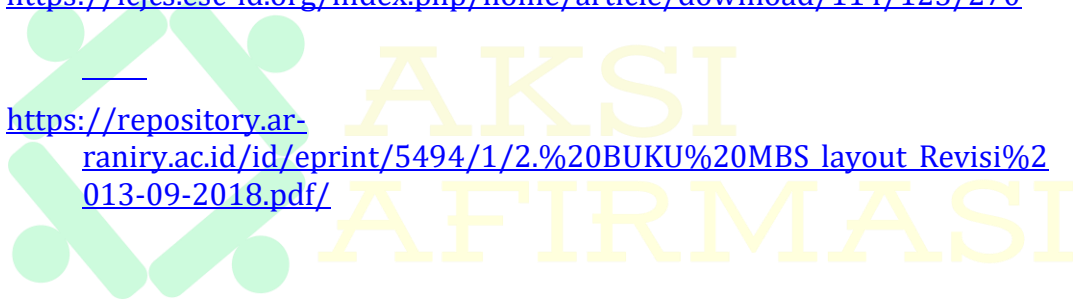 https://repository.ar-
raniry.ac.id/id/eprint/5494/1/2.%20BUKU%20MBS_layout_Revisi%2
013-09-2018.pdf/
AKSI
AFIRMASI